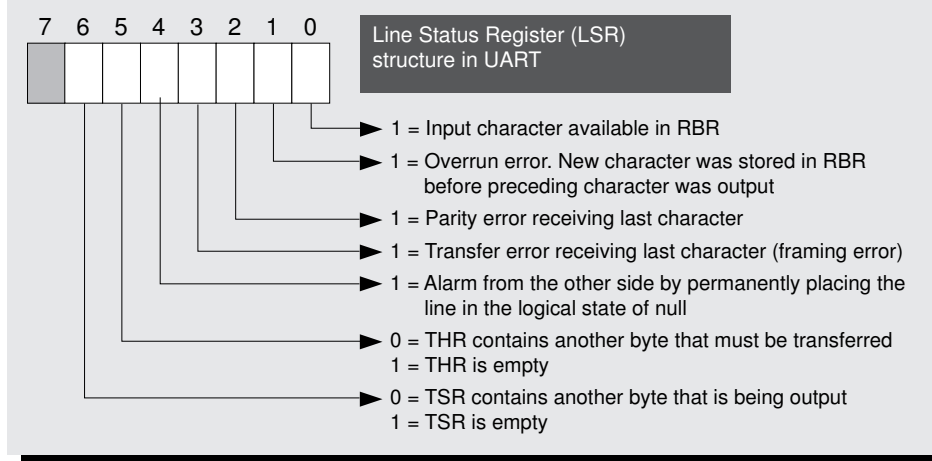 7 6 5 4 3 2 1 0
Line Status Register (LSR)
structure in UART
1 = Input character available in RBR
1 = Overrun error. New character was stored in RBR
before preceding character was output
1 = Parity error receiving last character
1 = Transfer error receiving last character (framing error)
1 = Alarm from the other side by permanently placing the
line in the logical state of null
0 = THR contains another byte that must be transferred
1 = THR is empty
0 = TSR contains another byte that is being output
1 = TSR is empty